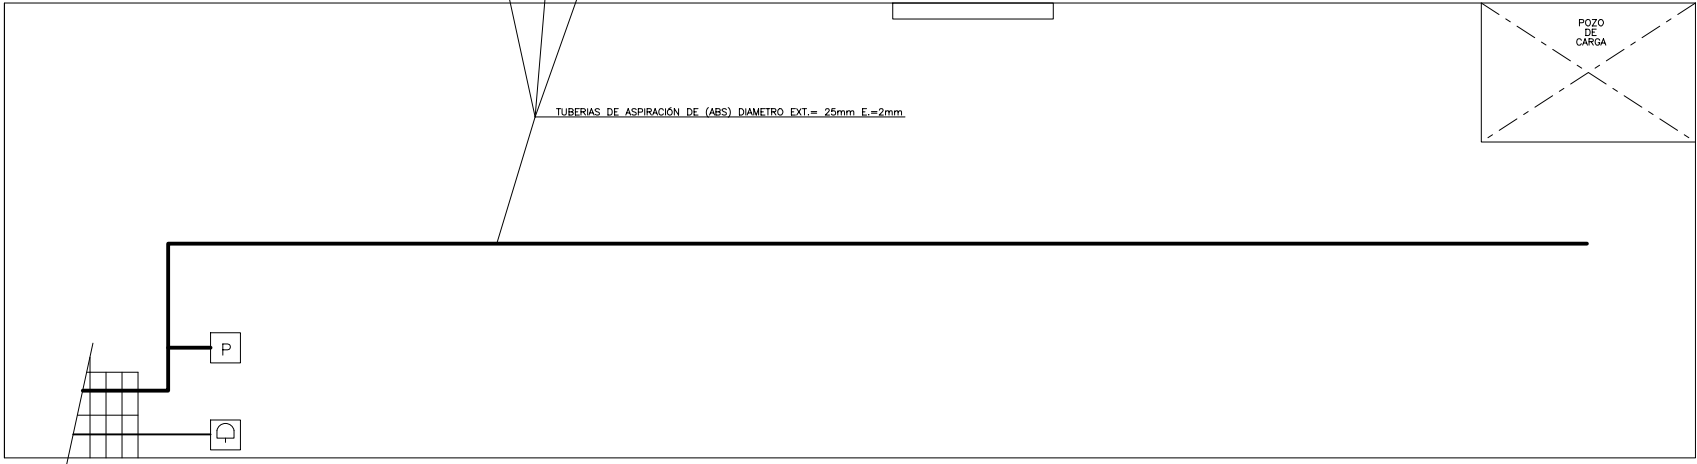 POZO
DE
CARGA
TUBERIAS DE ASPIRACIÓN DE (ABS) DIAMETRO EXT.= 25mm E.=2mm
P